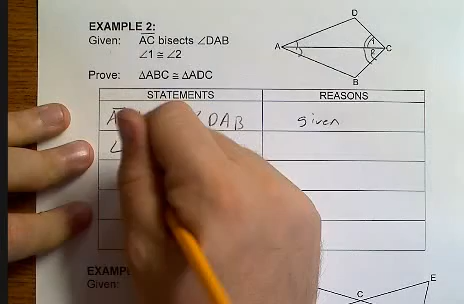 EXAMPLE 2:
Given: AC bisects ∠DAB
∠1 ≅ ∠2
Prove: ΔABC ≅ ΔADC
D
A
1
2
C
B
STATEMENTS REASONS
A ∠DAB given
∠
EXAMP
Given:
C
E